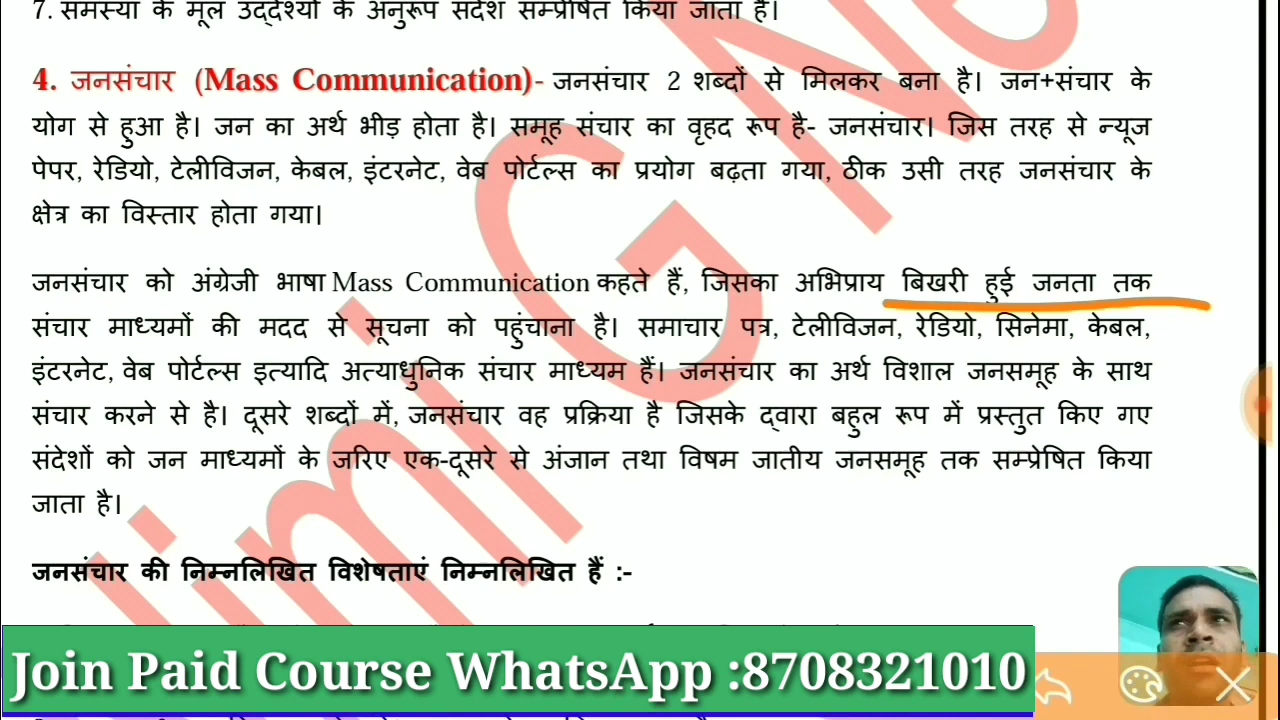 7. समस्या के मूल उद्देश्यों के अनुरूप संदेश सम्प्रेषित किया जाता है।
4. जनसंचार (Mass Communication)- जनसंचार 2 शब्दों से मिलकर बना है। जन+संचार के
योग से हुआ है। जन का अर्थ भीड़ होता है। समूह संचार का वृहद रूप है- जनसंचार। जिस तरह से न्यूज
पेपर, रेडियो, टेलीविजन, केबल, इंटरनेट, वेब पोर्टल्स का प्रयोग बढ़ता गया, ठीक उसी तरह जनसंचार के
क्षेत्र का विस्तार होता गया।
जनसंचार को अंग्रेजी भाषा Mass Communication कहते हैं, जिसका अभिप्राय बिखरी हुई जनता तक
संचार माध्यमों की मदद से सूचना को पहुंचाना है। समाचार पत्र, टेलीविजन, रेडियो, सिनेमा, केबल,
इंटरनेट, वेब पोर्टल्स इत्यादि अत्याधुनिक संचार माध्यम हैं। जनसंचार का अर्थ विशाल जनसमूह के साथ
संचार करने से है। दूसरे शब्दों में, जनसंचार वह प्रक्रिया है जिसके द्वारा बहुल रूप में प्रस्तुत किए गए
संदेशों को जन माध्यमों के जरिए एक-दूसरे से अंजान तथा विषम जातीय जनसमूह तक सम्प्रेषित किया
जाता है।
जनसंचार की निम्नलिखित विशेषताएं निम्नलिखित हैं :-
Join Paid Course WhatsApp :8708321010